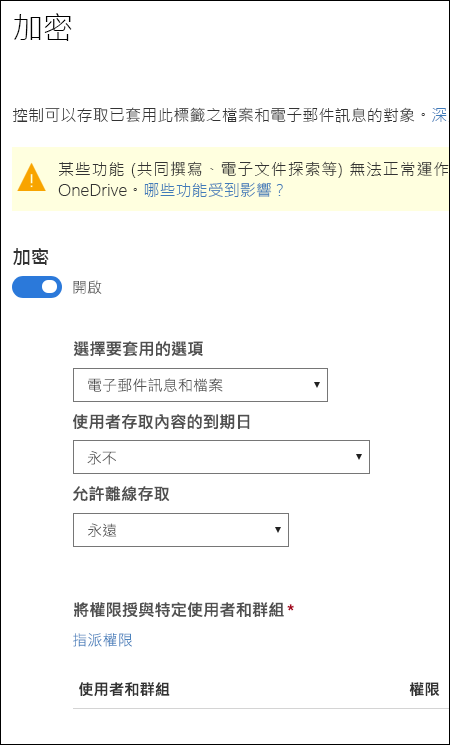 加密
控制可以存取已套用此標籤之檔案和電子郵件訊息的對象。深
某些功能 (共同撰寫、電子文件探索等) 無法正常運作
OneDrive。哪些功能受到影響？
加密
開啟
選擇要套用的選項
電子郵件訊息和檔案
使用者存取內容的到期日
永不
允許離線存取
永遠
將權限授與特定使用者和群組*
指派權限
使用者和群組 權限